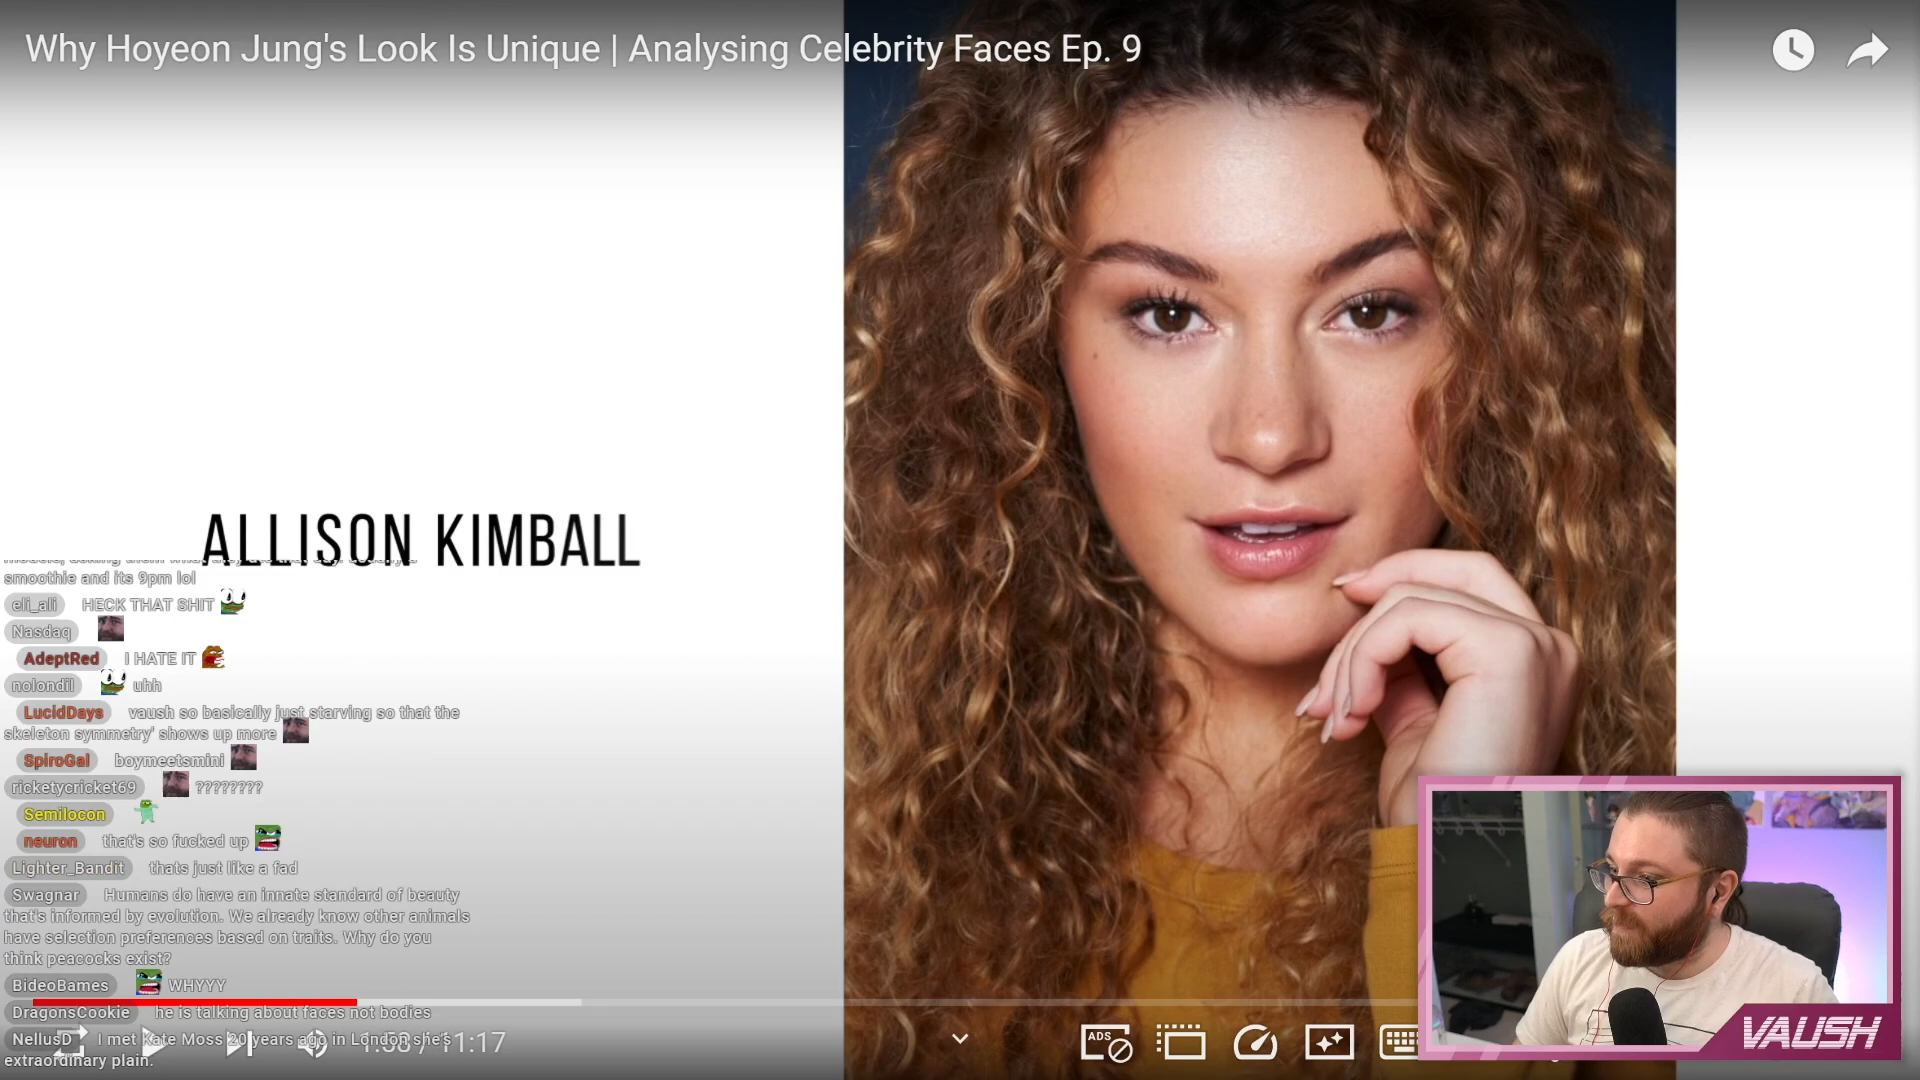 Why Hoyeon Jung's Look Is Unique | Analysing Celebrity Faces Ep. 9
ALLISON KIMBALL
smoothie and its 9pm lol
eli_ali HECK THAT SHIT
Nasdaq
AdeptRed I HATE IT
nolondil uhh
LucidDays vaush so basically just starving so that the
skeleton symmetry' shows up more
SpiroGal boymeetsmini
ricketycricket69 ????????
Semilocon
neuron that's so fucked up
Lighter_Bandit thats just like a fad
Swagnar Humans do have an innate standard of beauty
that's informed by evolution. We already know other animals
have selection preferences based on traits. Why do you
think peacocks exist?
BideoBames WHYYY
DragonsCookie he is talking about faces not bodies
NellusD I met Kate Moss 20 years ago in London she's
extraordinary plain.
1:58 / 11:17
ADS
VAUSH